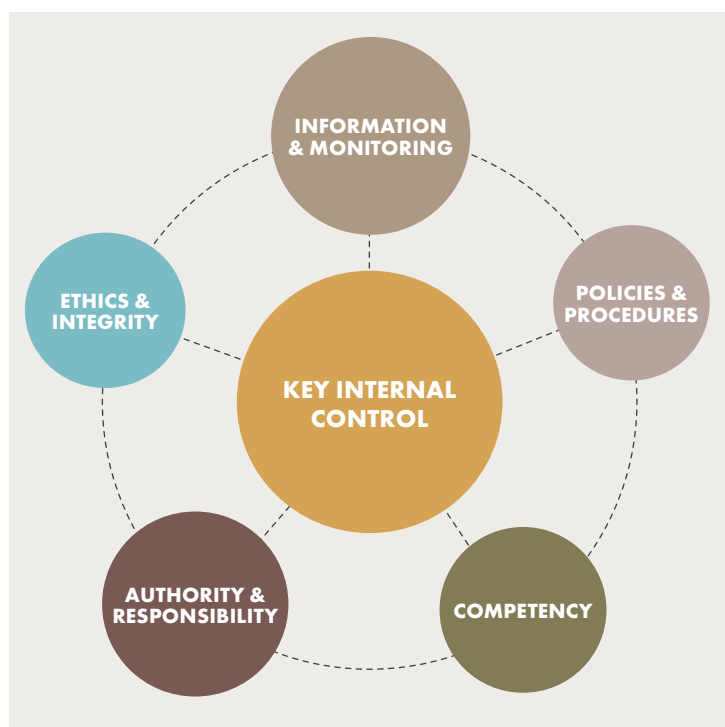 INFORMATION
& MONITORING
ETHICS &
INTEGRITY
POLICIES &
PROCEDURES
KEY INTERNAL
CONTROL
AUTHORITY &
RESPONSIBILITY
COMPETENCY